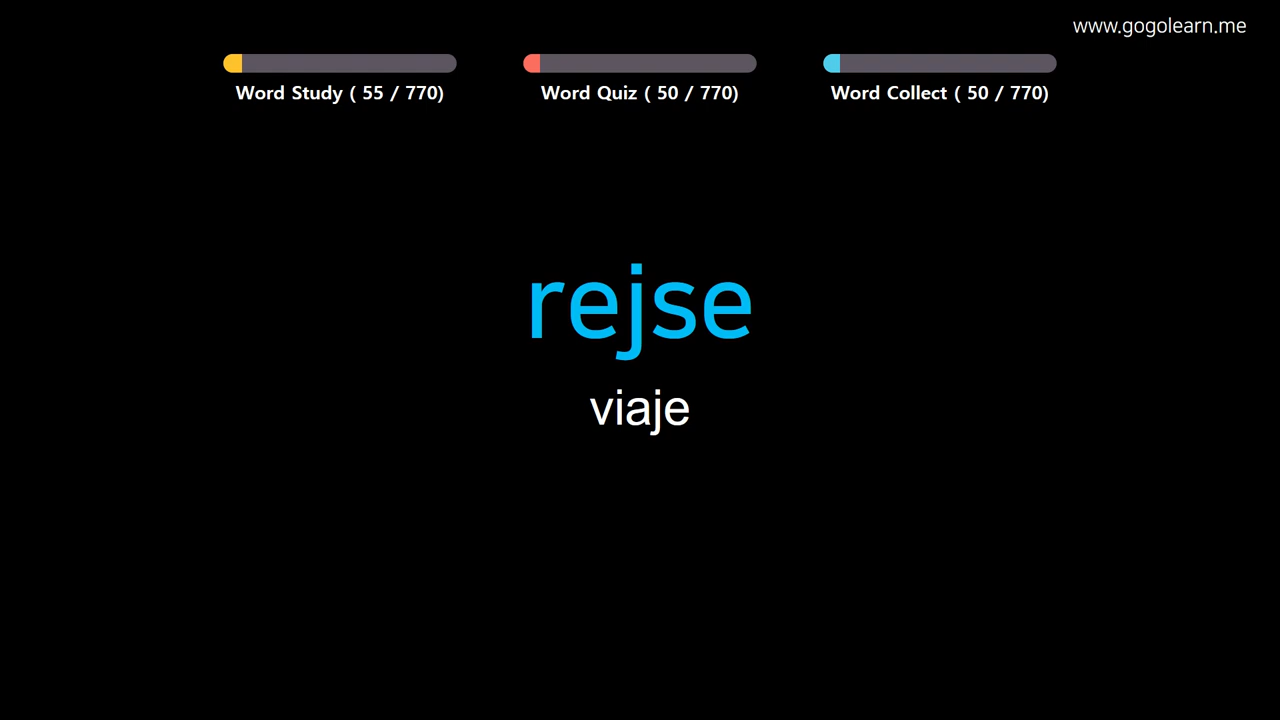 www.gogolearn.me
Word Study ( 55 / 770)
Word Quiz ( 50 / 770)
Word Collect ( 50 / 770)
rejse
viaje